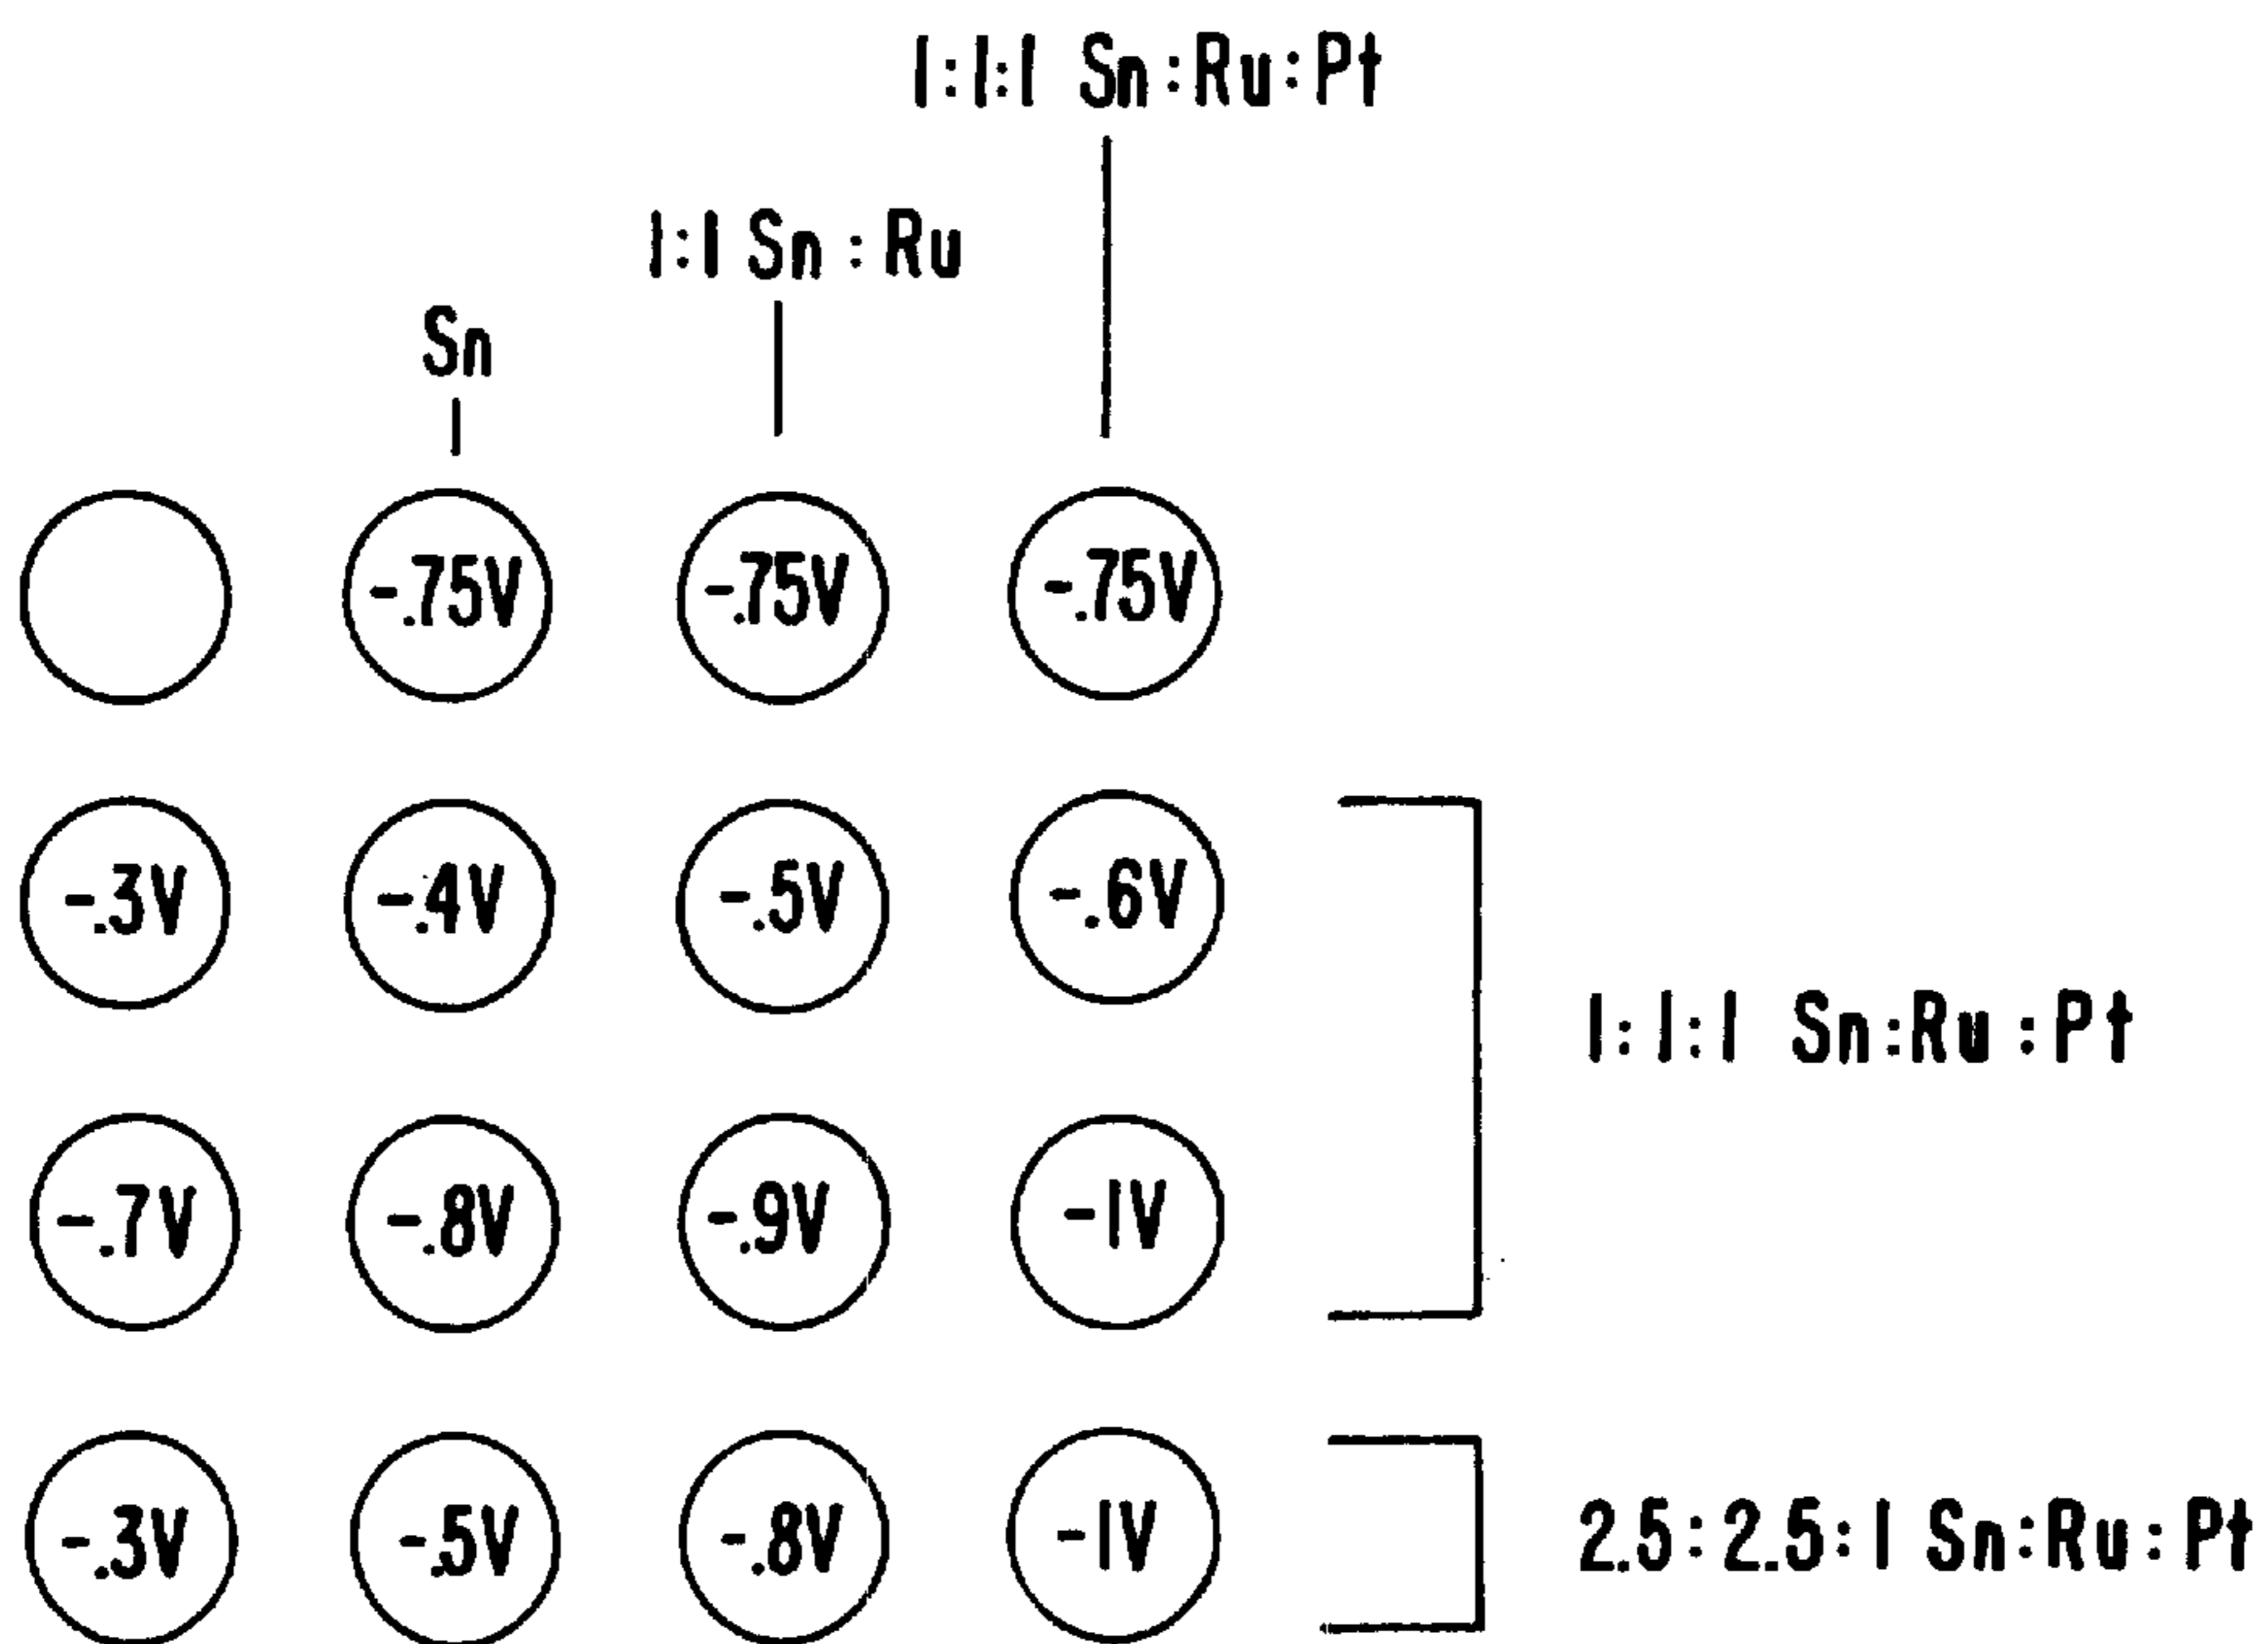 1:1:1 Sn:Ru:Pt
1:1 Sn:Ru
Sn
-.75V -.75V -.75V
-.3V -.4V -.5V -.6V
1:1:1 Sn:Ru:Pt
-.7V -.8V -.9V -1V
-.3V -.5V -.8V -1V
2.5:2.5:1 Sn:Ru:Pt